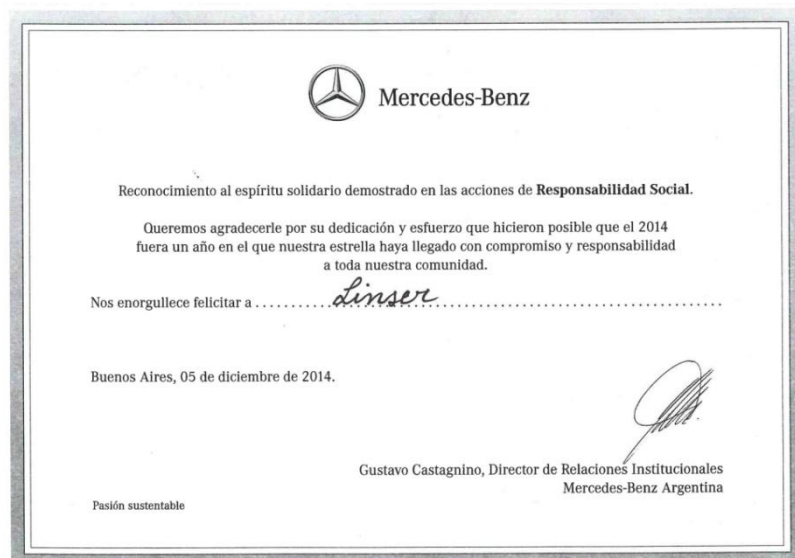 Mercedes-Benz
Reconocimiento al espíritu solidario demostrado en las acciones de Responsabilidad Social.
Queremos agradecerle por su dedicación y esfuerzo que hicieron posible que el 2014
fuera un año en el que nuestra estrella haya llegado con compromiso y responsabilidad
a toda nuestra comunidad.
Nos enorgullece felicitar a ..........Linser..........
Buenos Aires, 05 de diciembre de 2014.
Gustavo Castagnino, Director de Relaciones Institucionales
Mercedes-Benz Argentina
Pasión sustentable